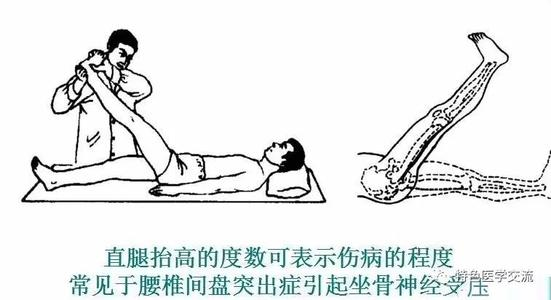 直腿抬高的度数可表示伤病的程度
常见于腰椎间盘突出症引起坐骨神经受压
特色医学交流